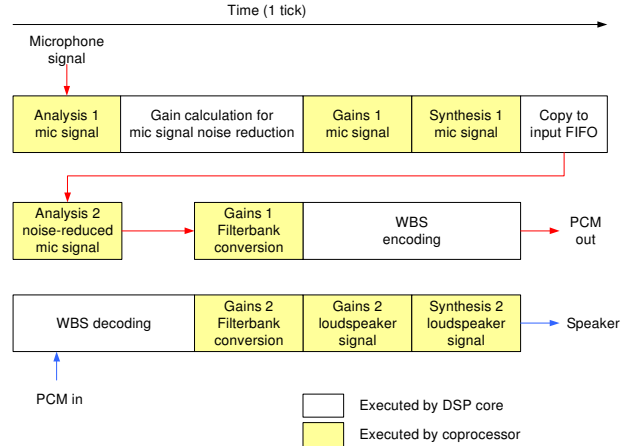 Time (1 tick)
Microphone
signal
Analysis 1
mic signal
Gain calculation for
mic signal noise reduction
Gains 1
mic signal
Synthesis 1
mic signal
Copy to
input FIFO
Analysis 2
noise-reduced
mic signal
Gains 1
Filterbank
conversion
WBS
encoding
PCM
out
WBS decoding
Gains 2
Filterbank
conversion
Gains 2
loudspeaker
signal
Synthesis 2
loudspeaker
signal
Speaker
PCM in
Executed by DSP core
Executed by coprocessor